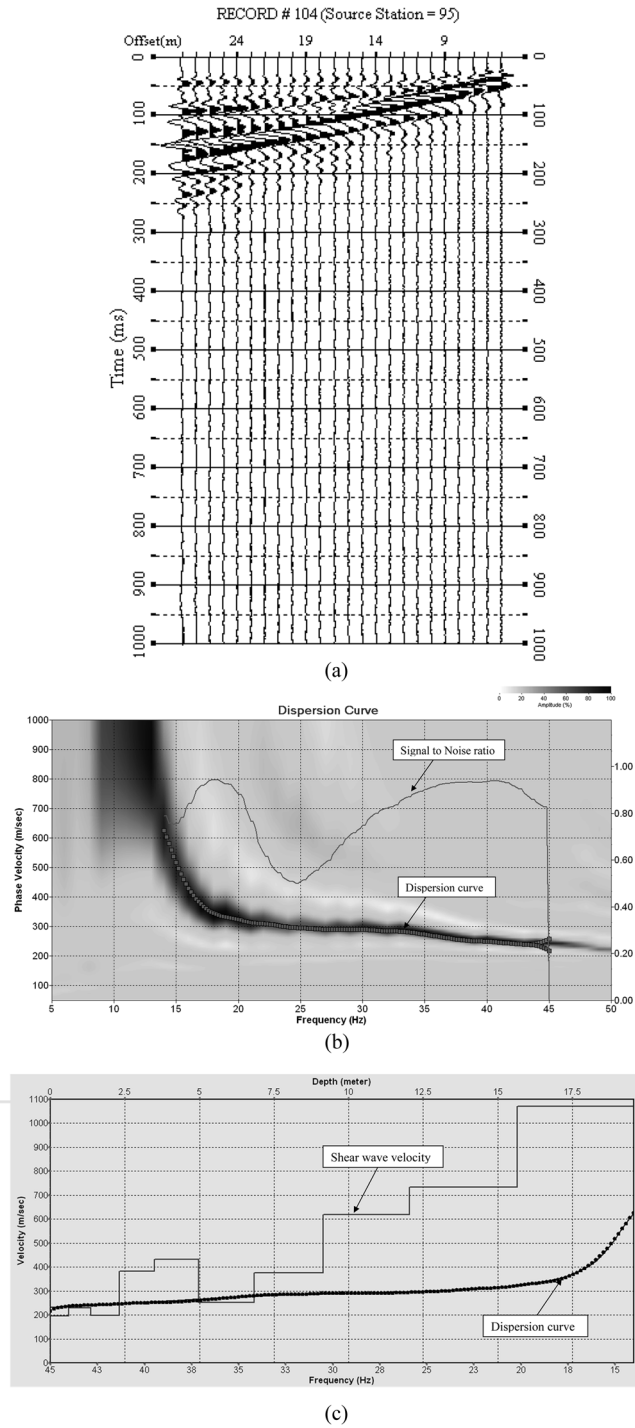 RECORD # 104 (Source Station = 95)
Offset(m) 24 19 14 9
0 0
100 100
200 200
300 300
400 400
500 500
600 600
700 700
800 800
900 900
1000 1000
Time (ms)
(a)
0 20 40 60 80 100
Amplitude (%)
Dispersion Curve
1000
900
800
700
600
500
400
300
200
100
Phase Velocity (m/sec)
Signal to Noise ratio
Dispersion curve
1.00
0.80
0.60
0.40
0.20
0.00
5 10 15 20 25 30 35 40 45 50
Frequency (Hz)
(b)
Depth (meter)
0 2.5 5 7.5 10 12.5 15 17.5
1100
1000
900
800
700
600
500
400
300
200
100
0
Velocity (m/sec)
Shear wave velocity
Dispersion curve
45 43 40 38 35 33 30 28 25 23 20 18 15
Frequency (Hz)
(c)